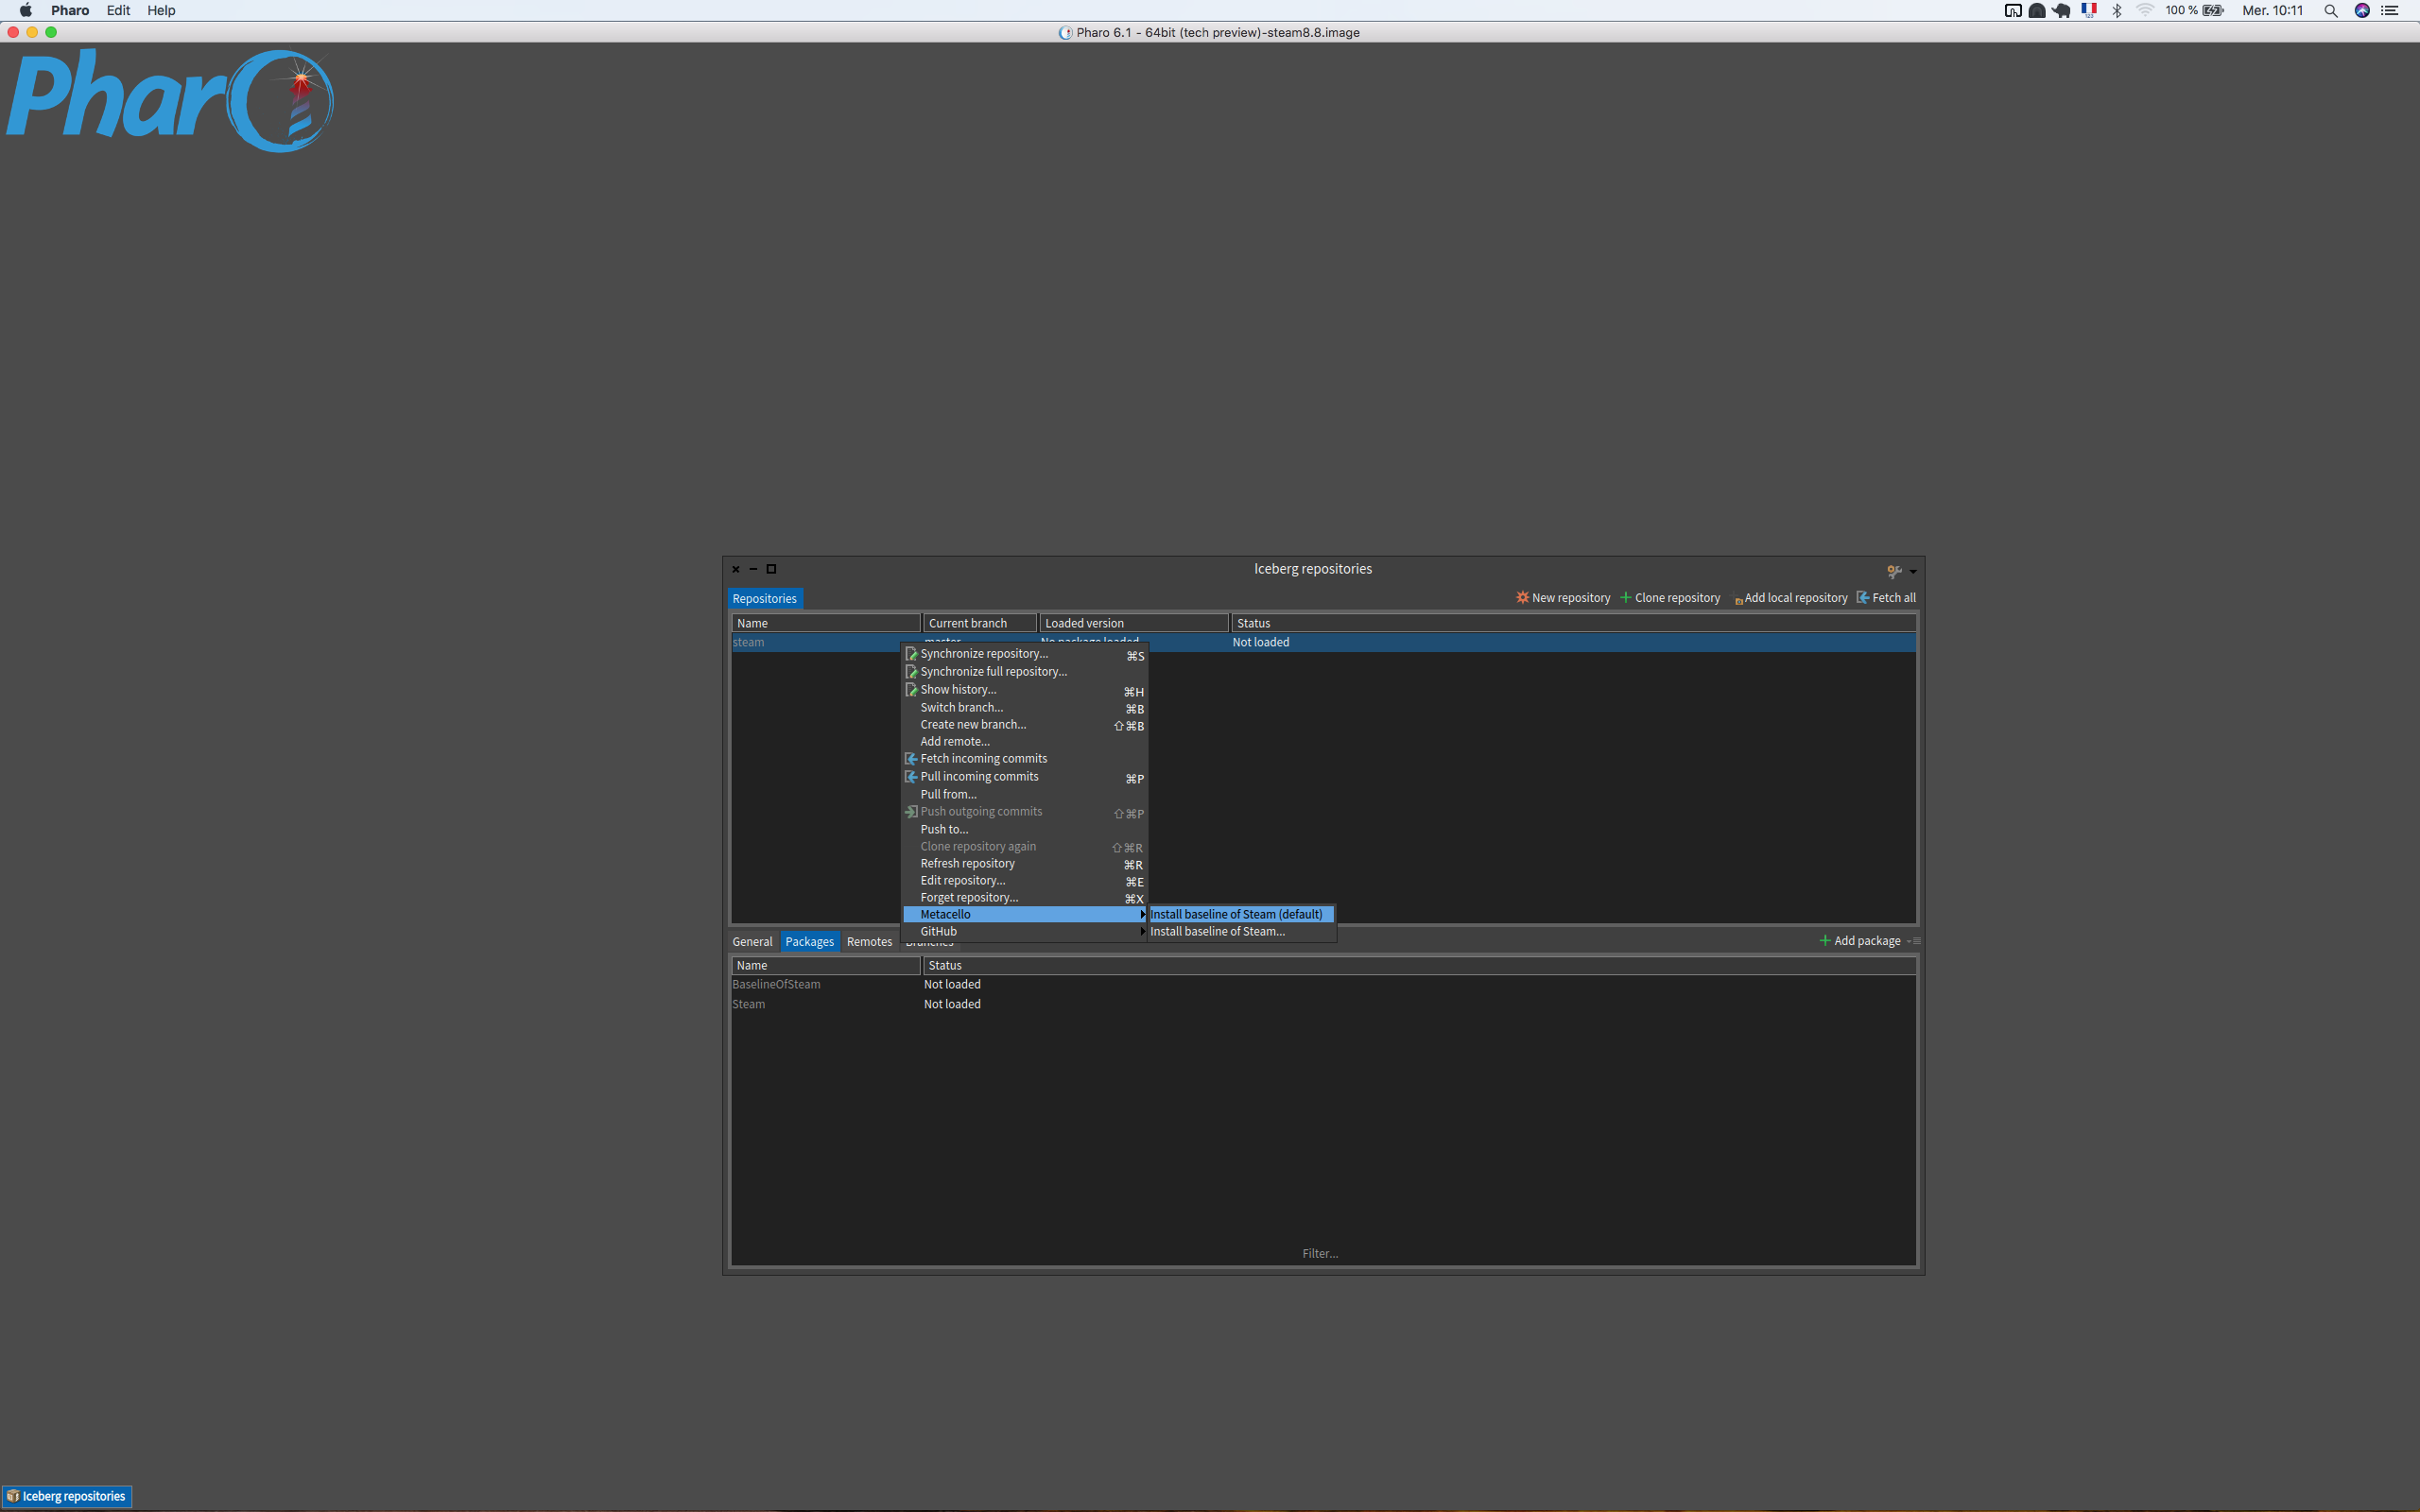 Pharo Edit Help 100 % Mer. 10:11
Pharo 6.1 - 64bit (tech preview)-steam8.8.image
Pharo
Iceberg repositories
Repositories New repository Clone repository Add local repository Fetch all
Name Current branch Loaded version Status
steam master No package loaded Not loaded
Synchronize repository... ⌘S
Synchronize full repository...
Show history... ⌘H
Switch branch... ⌘B
Create new branch... ⇧⌘B
Add remote...
Fetch incoming commits
Pull incoming commits ⌘P
Pull from...
Push outgoing commits ⇧⌘P
Push to...
Clone repository again ⇧⌘R
Refresh repository ⌘R
Edit repository... ⌘E
Forget repository... ⌘X
Metacello Install baseline of Steam (default)
GitHub Install baseline of Steam...
General Packages Remotes Branches Add package
Name Status
BaselineOfSteam Not loaded
Steam Not loaded
Filter...
Iceberg repositories